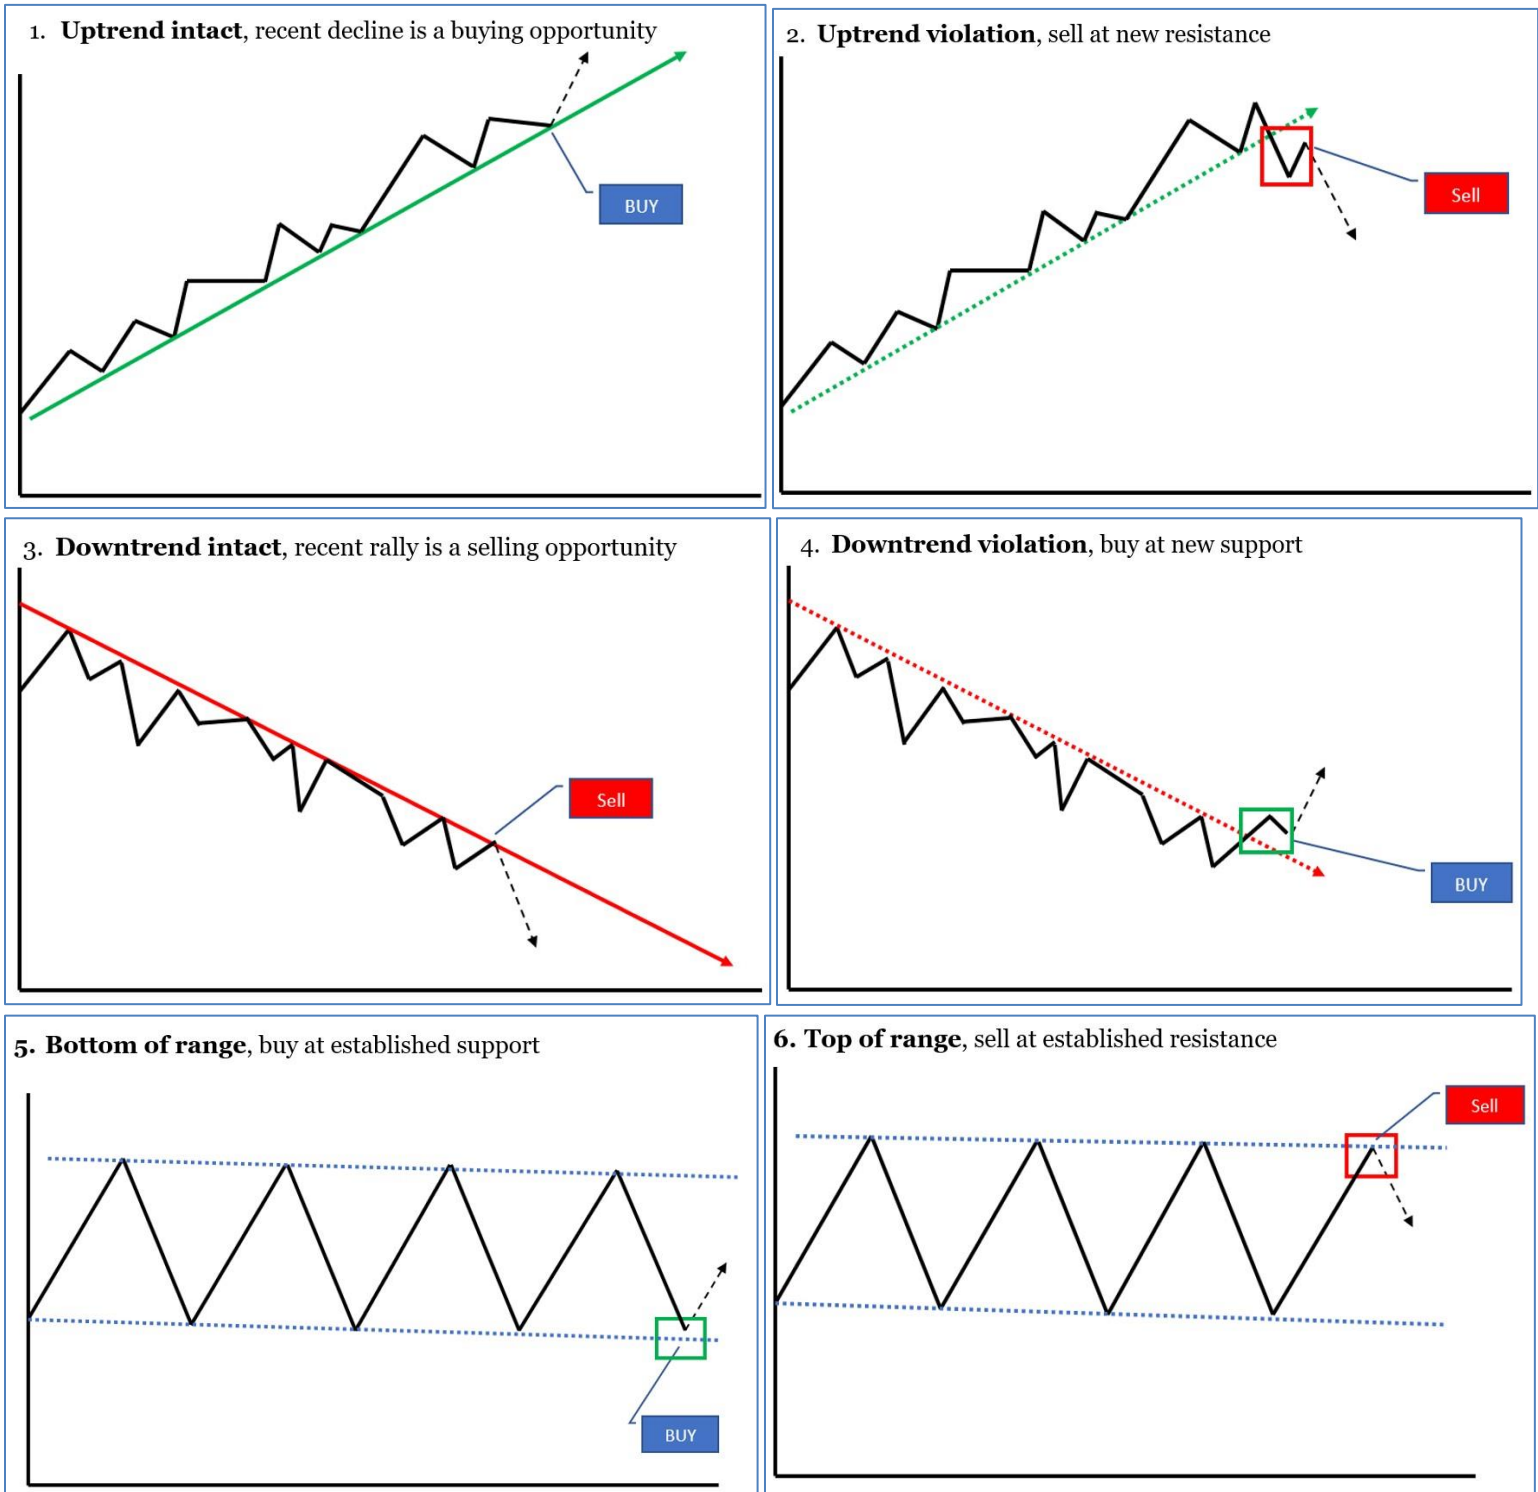 1. Uptrend intact, recent decline is a buying opportunity
BUY
2. Uptrend violation, sell at new resistance
Sell
3. Downtrend intact, recent rally is a selling opportunity
Sell
4. Downtrend violation, buy at new support
BUY
5. Bottom of range, buy at established support
BUY
6. Top of range, sell at established resistance
Sell